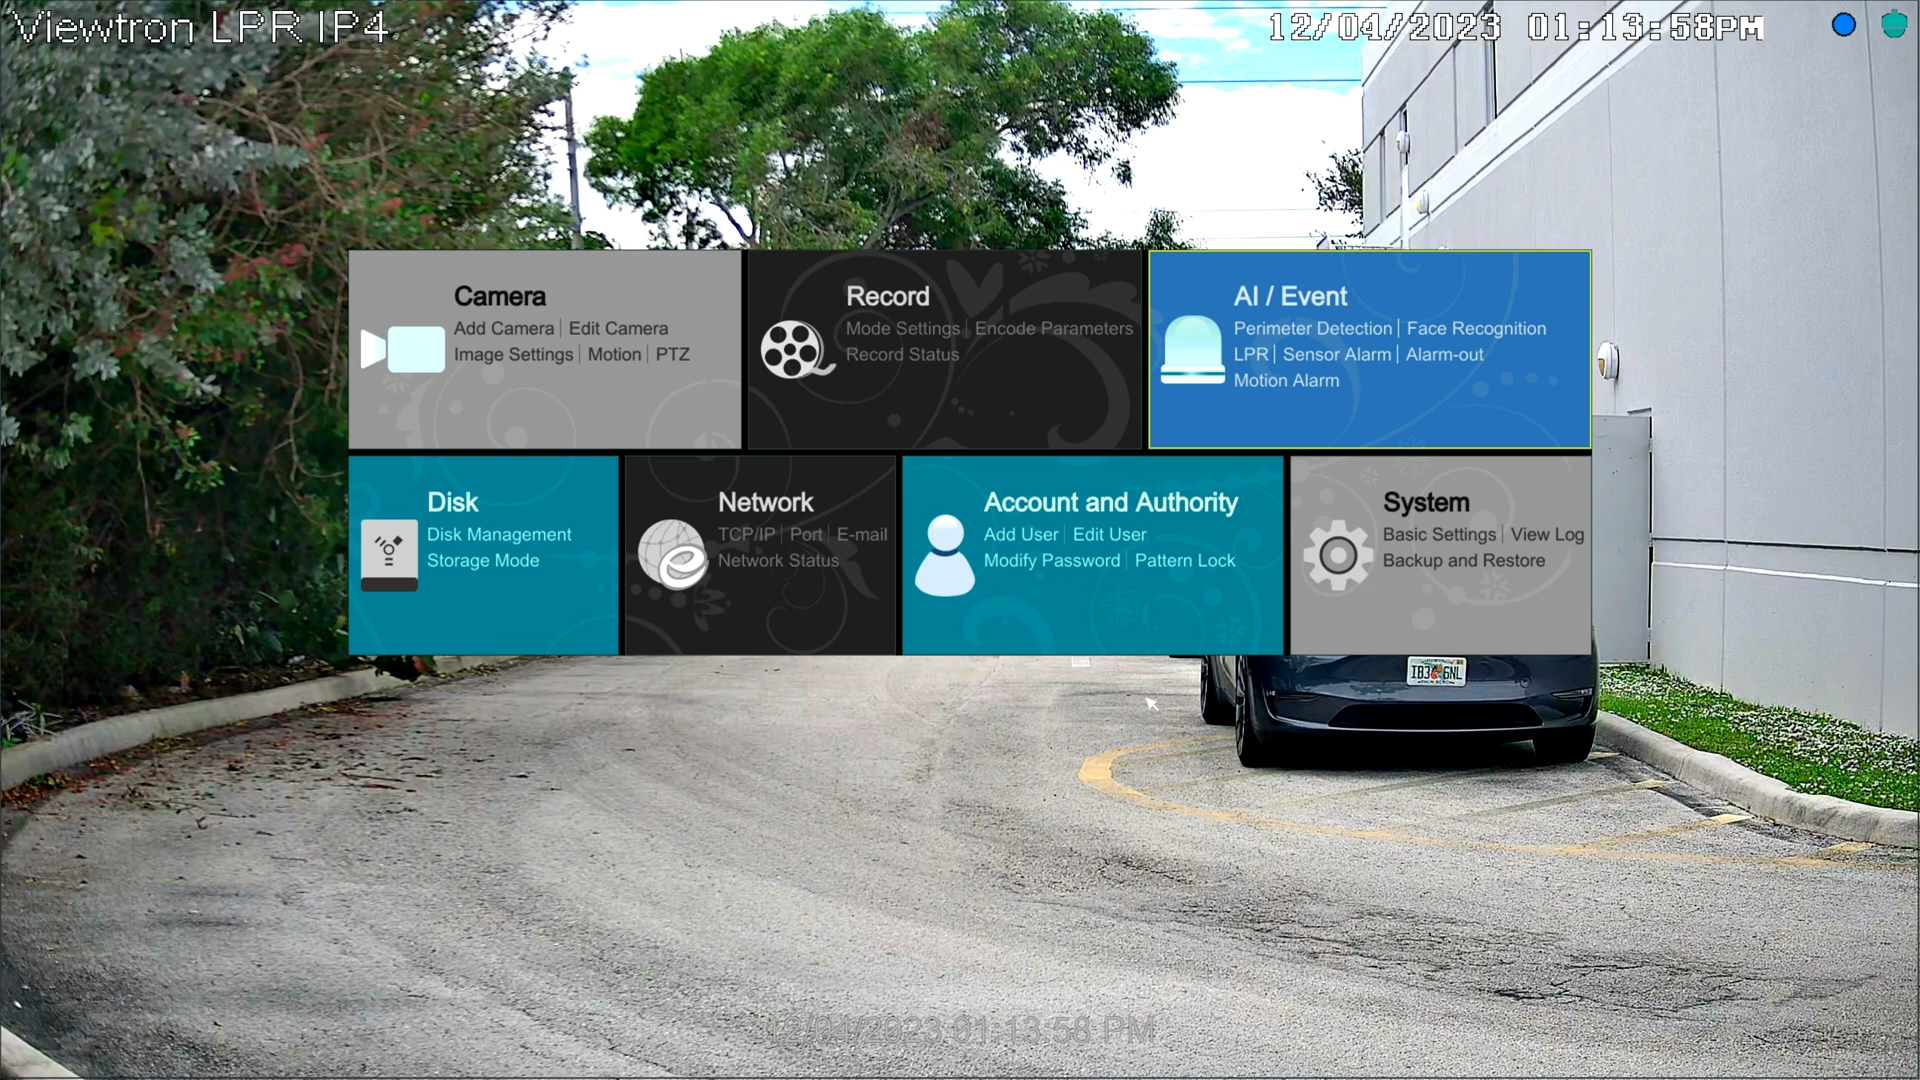 Viewtron LPR IP4
12/04/2023 01:13:58PM
Camera
Add Camera | Edit Camera
Image Settings | Motion | PTZ
Record
Mode Settings | Encode Parameters
Record Status
AI / Event
Perimeter Detection | Face Recognition
LPR | Sensor Alarm | Alarm-out
Motion Alarm
Disk
Disk Management
Storage Mode
Network
TCP/IP | Port | E-mail
Network Status
Account and Authority
Add User | Edit User
Modify Password | Pattern Lock
System
Basic Settings | View Log
Backup and Restore
12/04/2023 01:13:58 PM